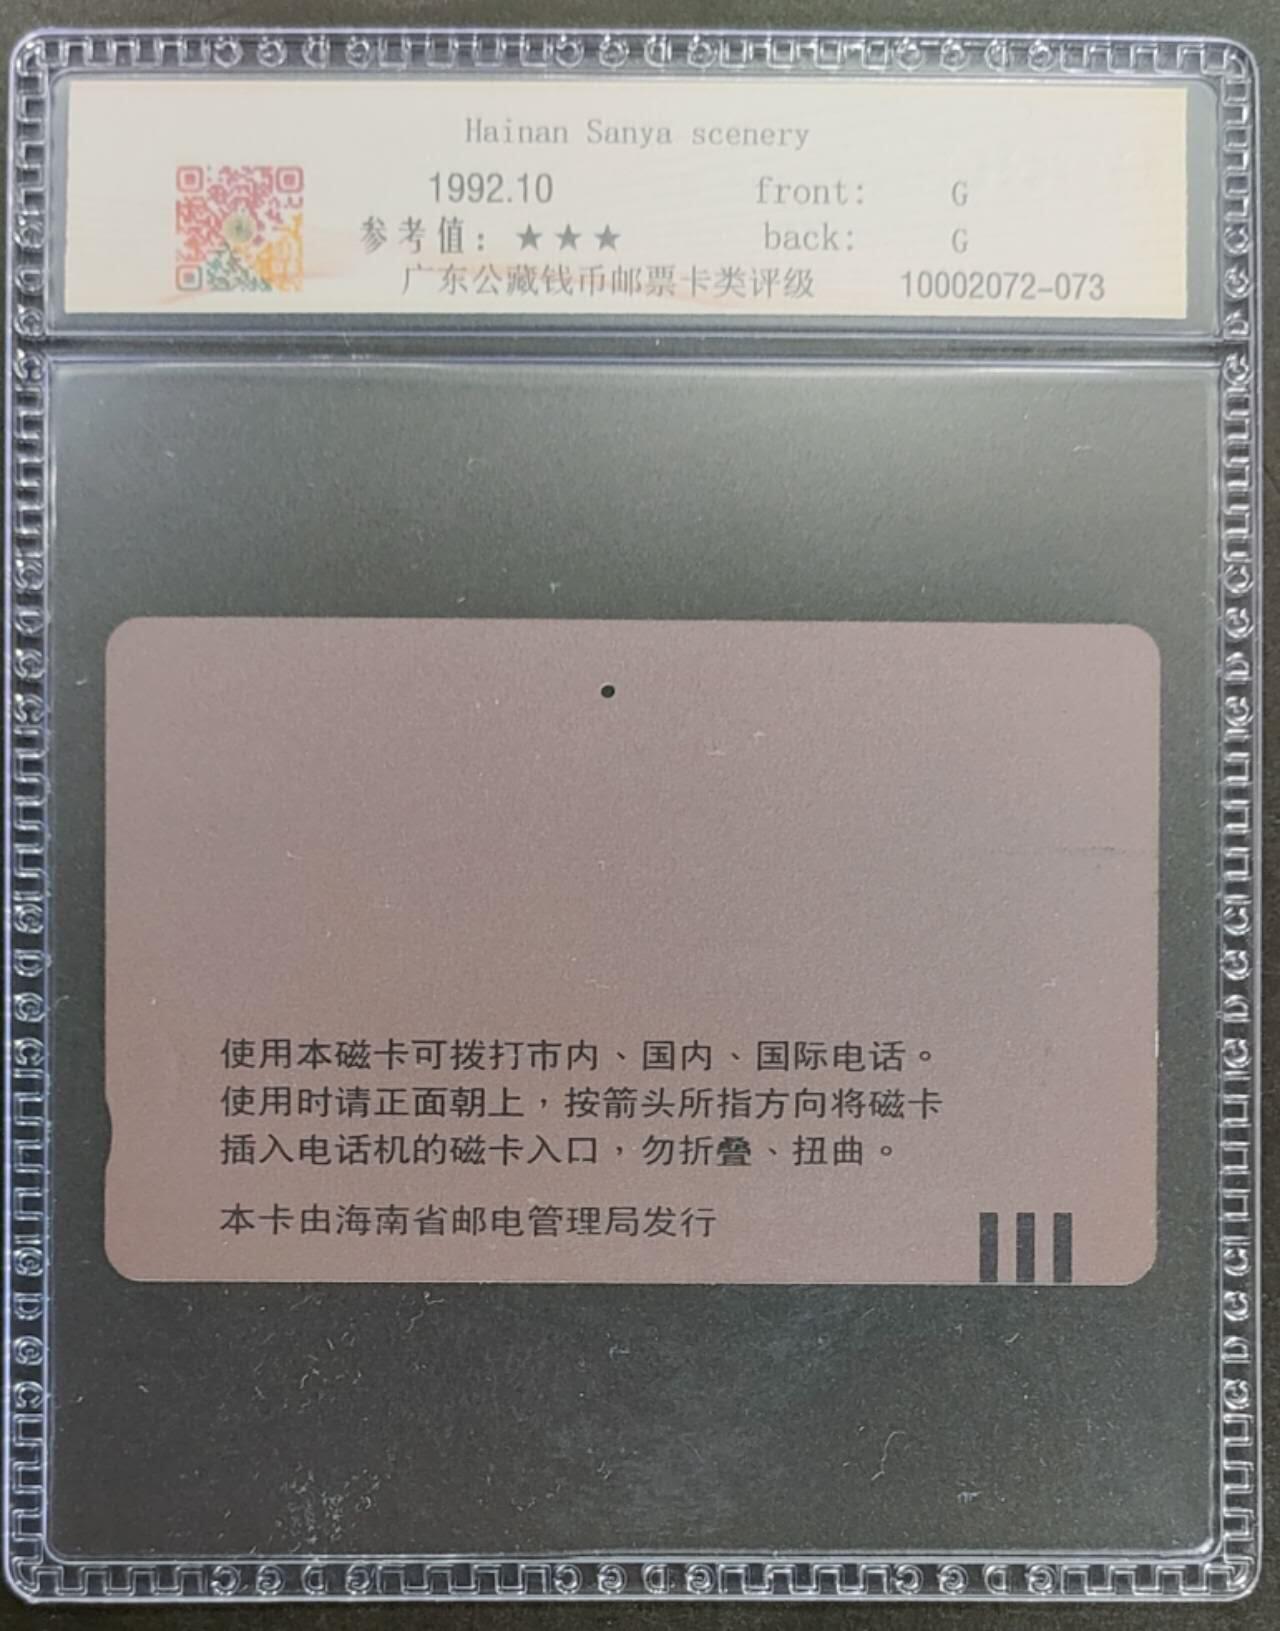 Hainan Sanya scenery
1992.10 front: G
参考值：★★★ back: G
广东公藏钱币邮票卡类评级 10002072-073
使用本磁卡可拨打市内、国内、国际电话。
使用时请正面朝上，按箭头所指方向将磁卡
插入电话机的磁卡入口，勿折叠、扭曲。
本卡由海南省邮电管理局发行